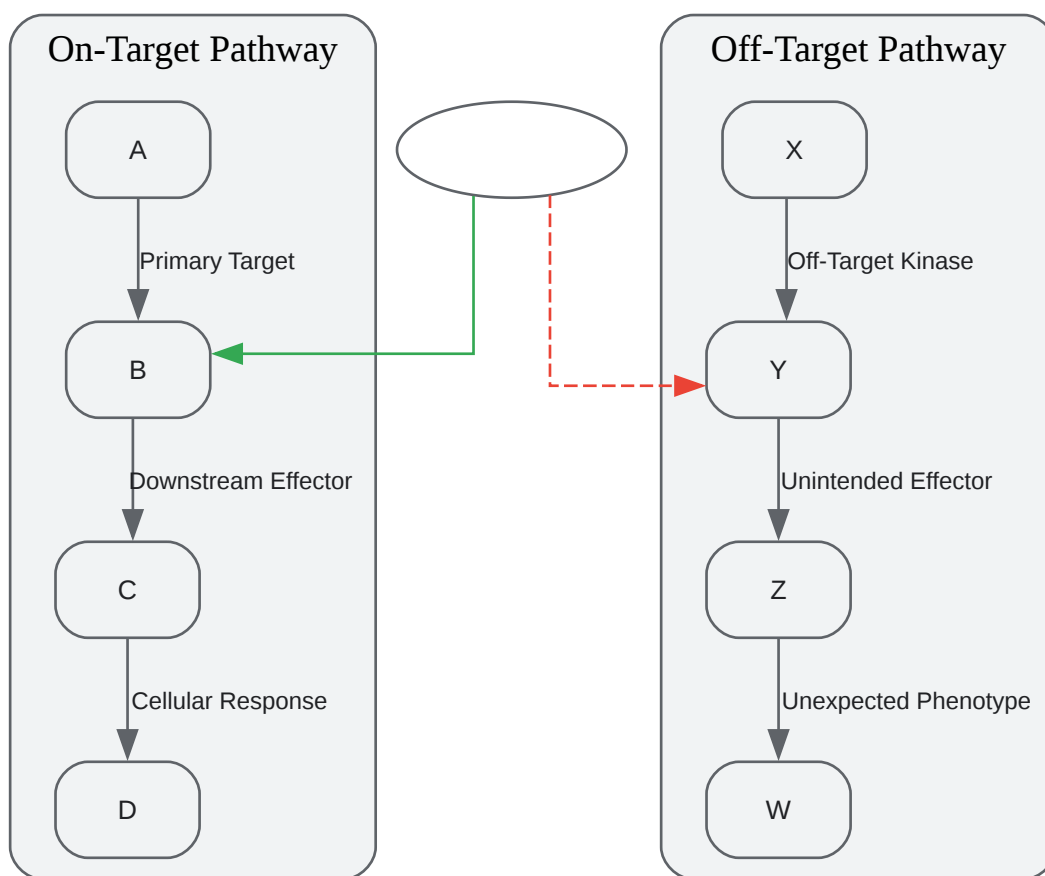 On-Target Pathway
A
Primary Target
B
Downstream Effector
C
Cellular Response
D
Off-Target Pathway
X
Off-Target Kinase
Y
Unintended Effector
Z
Unexpected Phenotype
W